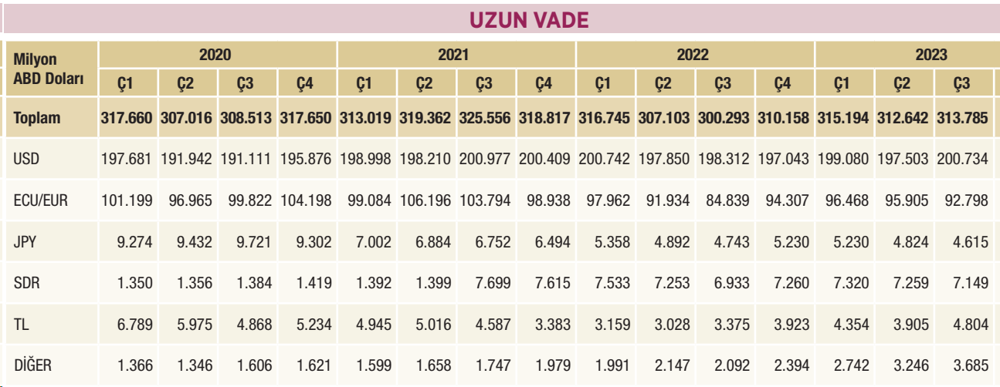 UZUN VADE
Milyon ABD Doları 2020 2021 2022 2023
Ç1 Ç2 Ç3 Ç4 Ç1 Ç2 Ç3 Ç4 Ç1 Ç2 Ç3 Ç4 Ç1 Ç2 Ç3
Toplam 317.660 307.016 308.513 317.650 313.019 319.362 325.556 318.817 316.745 307.103 300.293 310.158 315.194 312.642 313.785
USD 197.681 191.942 191.111 195.876 198.998 198.210 200.977 200.409 200.742 197.850 198.312 197.043 199.080 197.503 200.734
ECU/EUR 101.199 96.965 99.822 104.198 99.084 106.196 103.794 98.938 97.962 91.934 84.839 94.307 96.468 95.905 92.798
JPY 9.274 9.432 9.721 9.302 7.002 6.884 6.752 6.494 5.358 4.892 4.743 5.230 5.230 4.824 4.615
SDR 1.350 1.356 1.384 1.419 1.392 1.399 7.699 7.615 7.533 7.253 6.933 7.260 7.320 7.259 7.149
TL 6.789 5.975 4.868 5.234 4.945 5.016 4.587 3.383 3.159 3.028 3.375 3.923 4.354 3.905 4.804
DİĞER 1.366 1.346 1.606 1.621 1.599 1.658 1.747 1.979 1.991 2.147 2.092 2.394 2.742 3.246 3.685